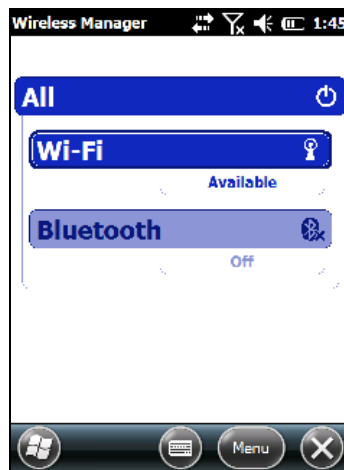 Wireless Manager 1:45
All
Wi-Fi
Available
Bluetooth
Off
Menu